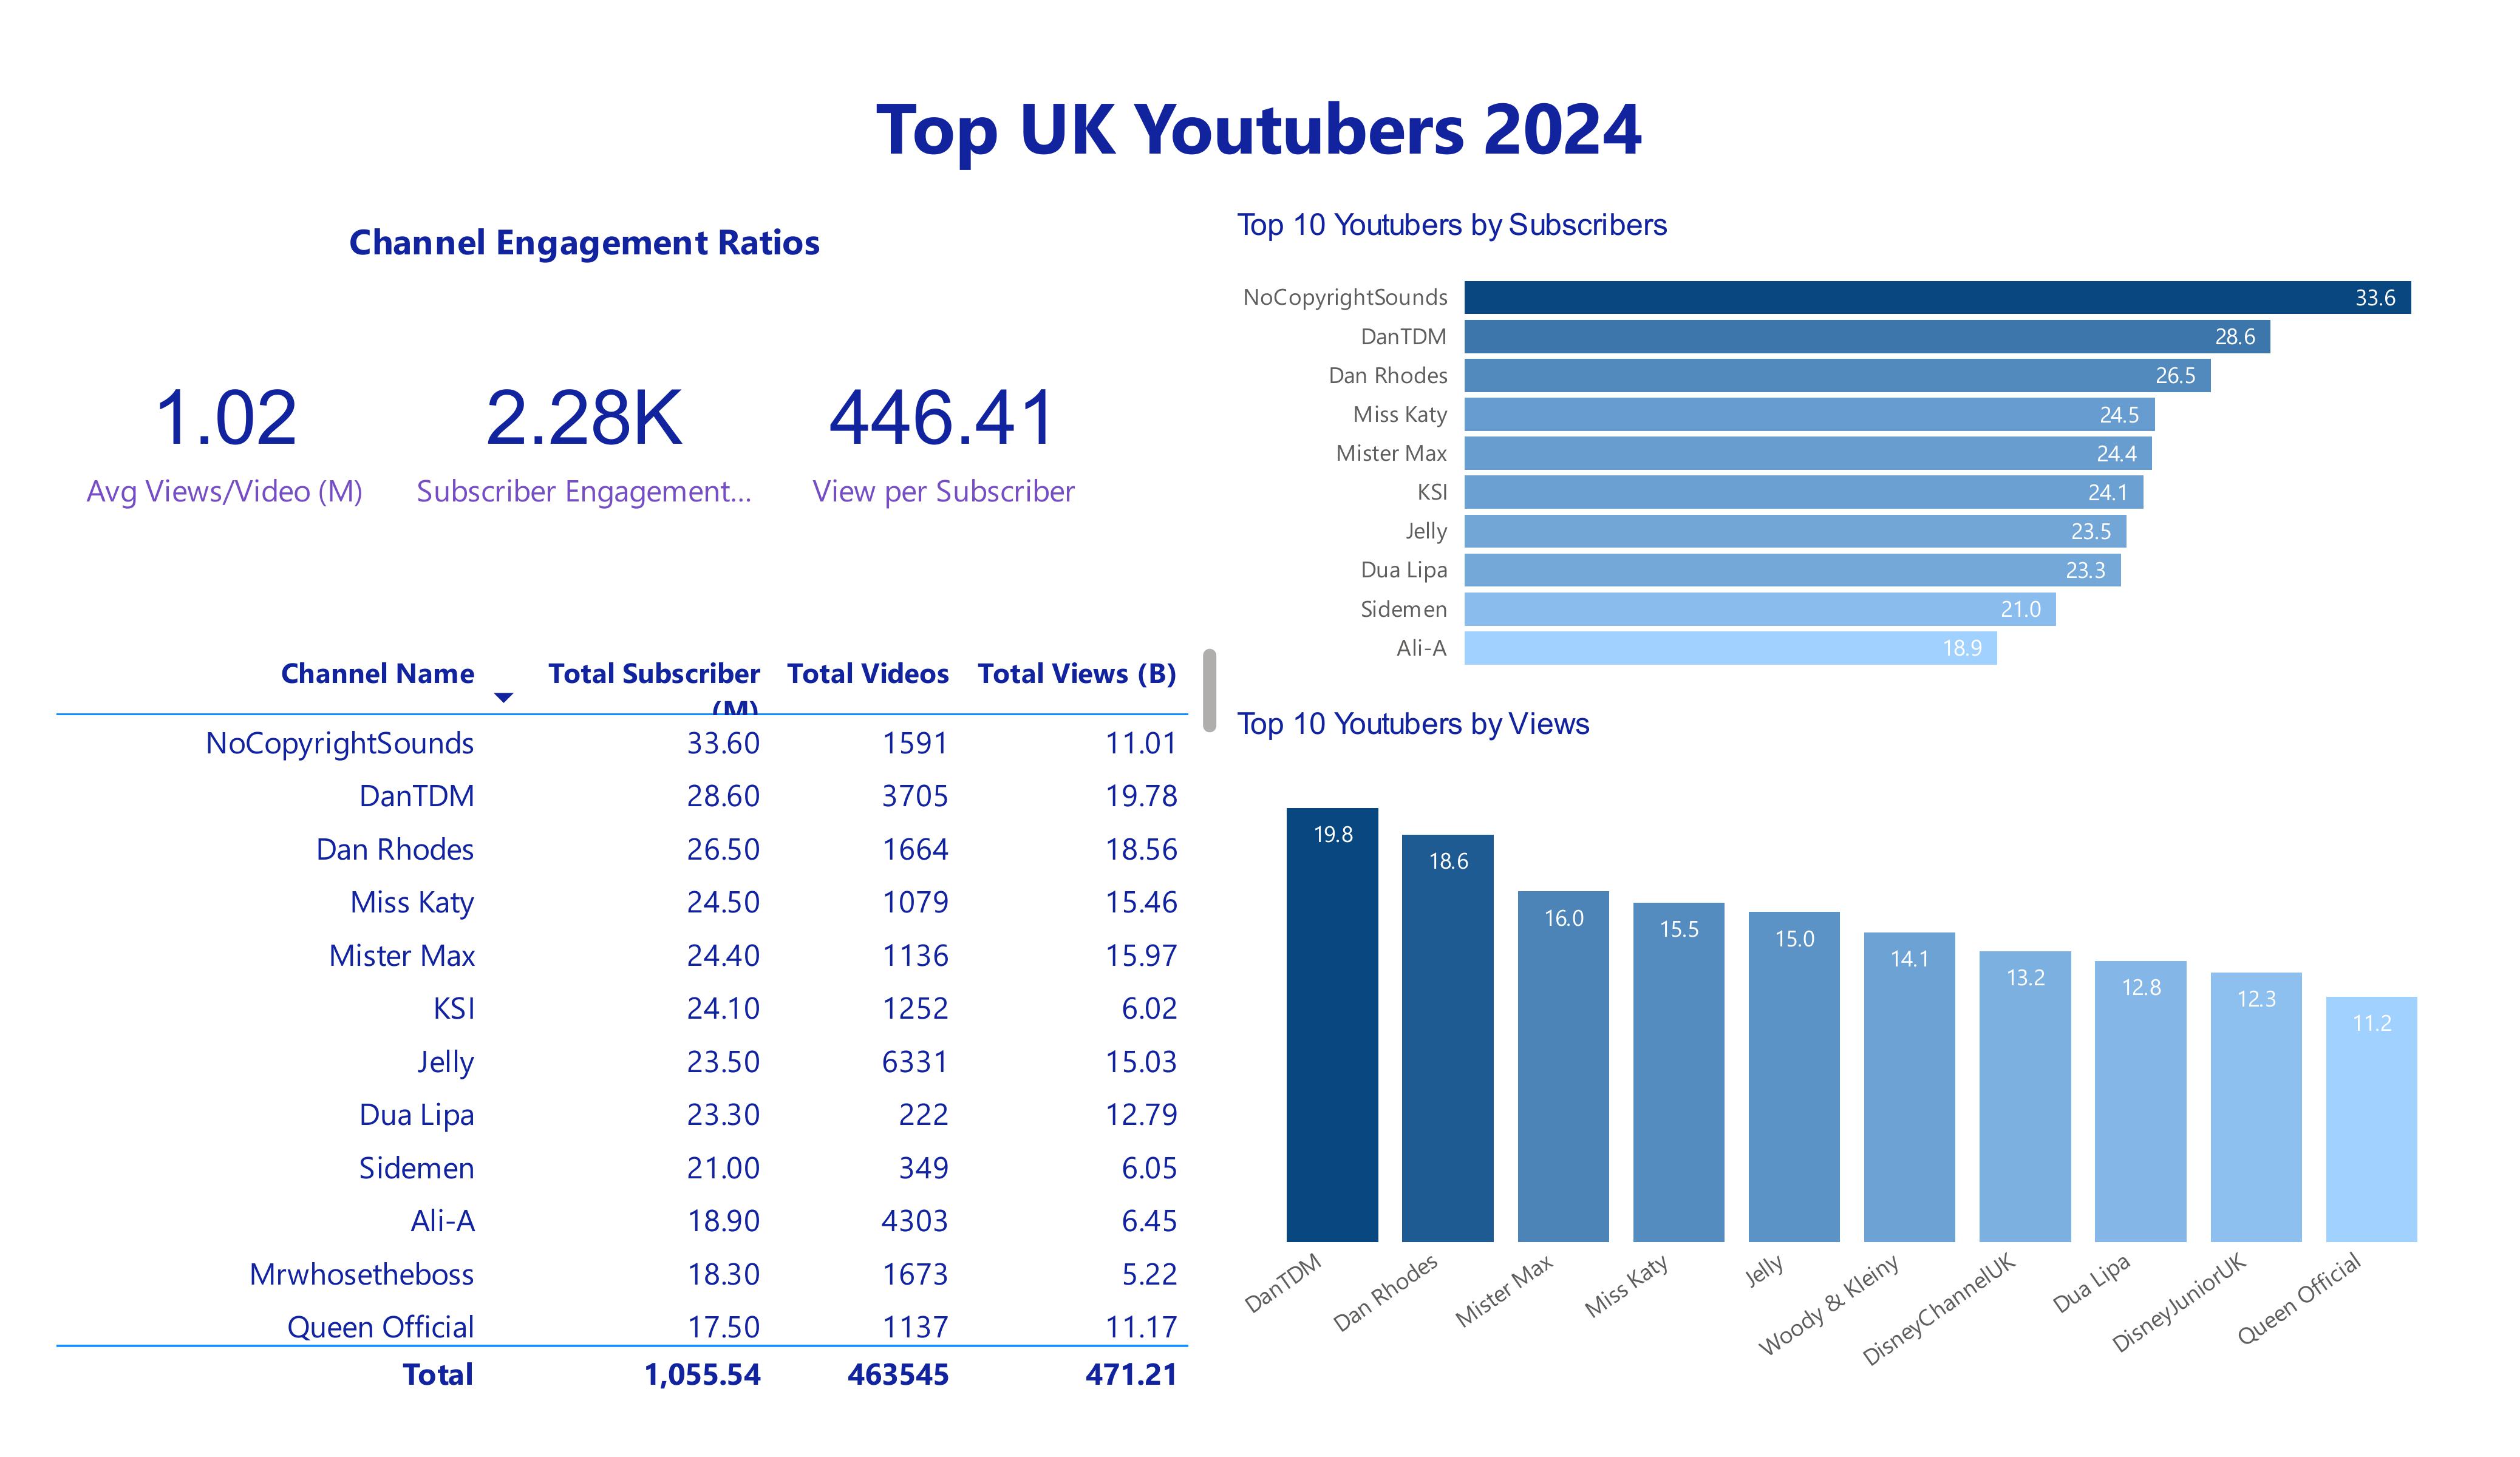 Top UK Youtubers 2024
Channel Engagement Ratios
1.02
Avg Views/Video (M)
2.28K
Subscriber Engagement...
446.41
View per Subscriber
Channel Name Total Subscriber (M) Total Videos Total Views (B)
NoCopyrightSounds 33.60 1591 11.01
DanTDM 28.60 3705 19.78
Dan Rhodes 26.50 1664 18.56
Miss Katy 24.50 1079 15.46
Mister Max 24.40 1136 15.97
KSI 24.10 1252 6.02
Jelly 23.50 6331 15.03
Dua Lipa 23.30 222 12.79
Sidemen 21.00 349 6.05
Ali-A 18.90 4303 6.45
Mrwhosetheboss 18.30 1673 5.22
Queen Official 17.50 1137 11.17
Total 1,055.54 463545 471.21
Top 10 Youtubers by Subscribers
NoCopyrightSounds 33.6
DanTDM 28.6
Dan Rhodes 26.5
Miss Katy 24.5
Mister Max 24.4
KSI 24.1
Jelly 23.5
Dua Lipa 23.3
Sidemen 21.0
Ali-A 18.9
Top 10 Youtubers by Views
19.8 18.6 16.0 15.5 15.0 14.1 13.2 12.8 12.3 11.2
DanTDM Dan Rhodes Mister Max Miss Katy Jelly Woody & Kleiny DisneyChannelUK Dua Lipa DisneyJuniorUK Queen Official